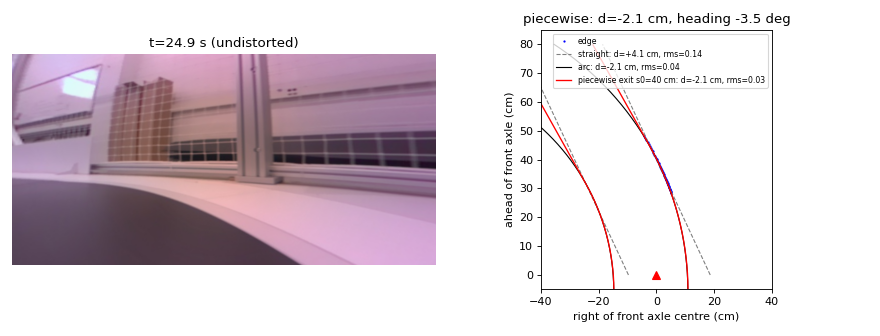 t=24.9 s (undistorted)
piecewise: d=-2.1 cm, heading -3.5 deg
edge
straight: d=+4.1 cm, rms=0.14
arc: d=-2.1 cm, rms=0.04
piecewise exit s0=40 cm: d=-2.1 cm, rms=0.03
80
70
60
50
40
30
20
10
0
ahead of front axle (cm)
−40 −20 0 20 40
right of front axle centre (cm)